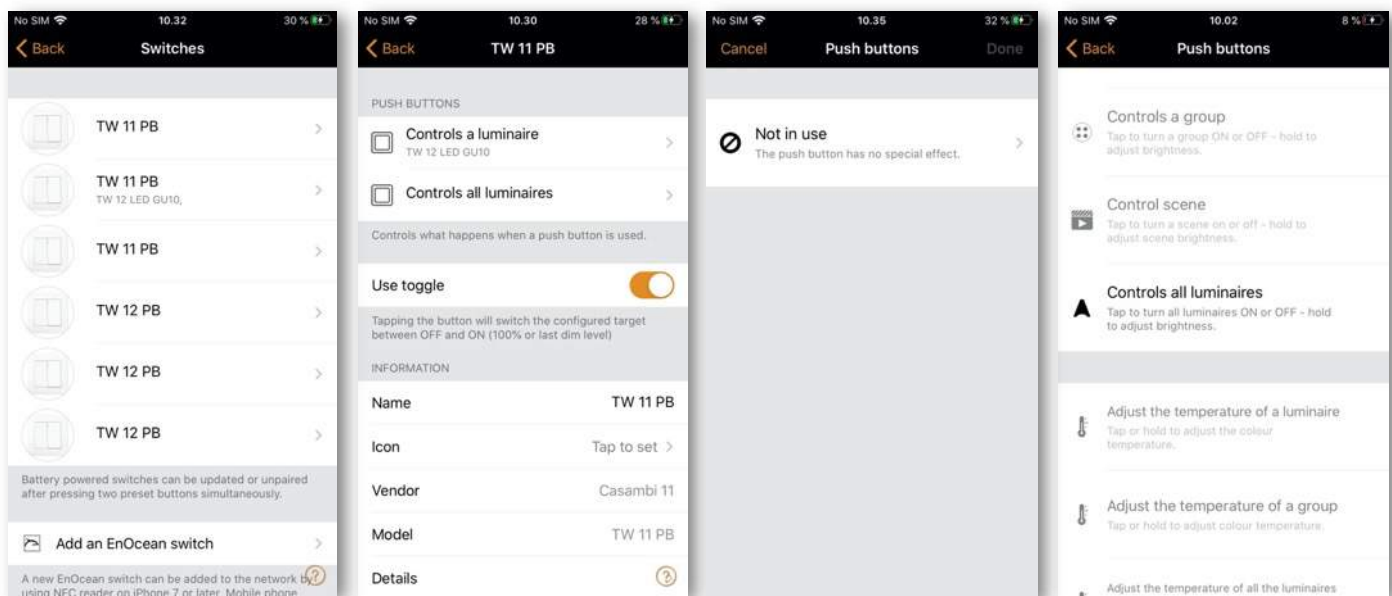 No SIM 10.32 30 %
Back Switches
TW 11 PB
TW 11 PB
TW 12 LED GU10,
TW 11 PB
TW 12 PB
TW 12 PB
TW 12 PB
Battery powered switches can be updated or unpaired
after pressing two preset buttons simultaneously.
Add an EnOcean switch
A new EnOcean switch can be added to the network by
using NFC reader on iPhone 7 or later. Mobile phone
No SIM 10.30 28 %
Back TW 11 PB
PUSH BUTTONS
Controls a luminaire
TW 12 LED GU10
Controls all luminaires
Controls what happens when a push button is used.
Use toggle
Tapping the button will switch the configured target
between OFF and ON (100% or last dim level)
INFORMATION
Name TW 11 PB
Icon Tap to set
Vendor Casambi 11
Model TW 11 PB
Details ?
No SIM 10.35 32 %
Cancel Push buttons Done
Not in use
The push button has no special effect.
No SIM 10.02 8 %
Back Push buttons
Controls a group
Tap to turn a group ON or OFF - hold to
adjust brightness.
Control scene
Tap to turn a scene on or off - hold to
adjust scene brightness.
Controls all luminaires
Tap to turn all luminaires ON or OFF - hold
to adjust brightness.
Adjust the temperature of a luminaire
Tap or hold to adjust the colour
temperature.
Adjust the temperature of a group
Tap or hold to adjust colour temperature.
Adjust the temperature of all the luminaires